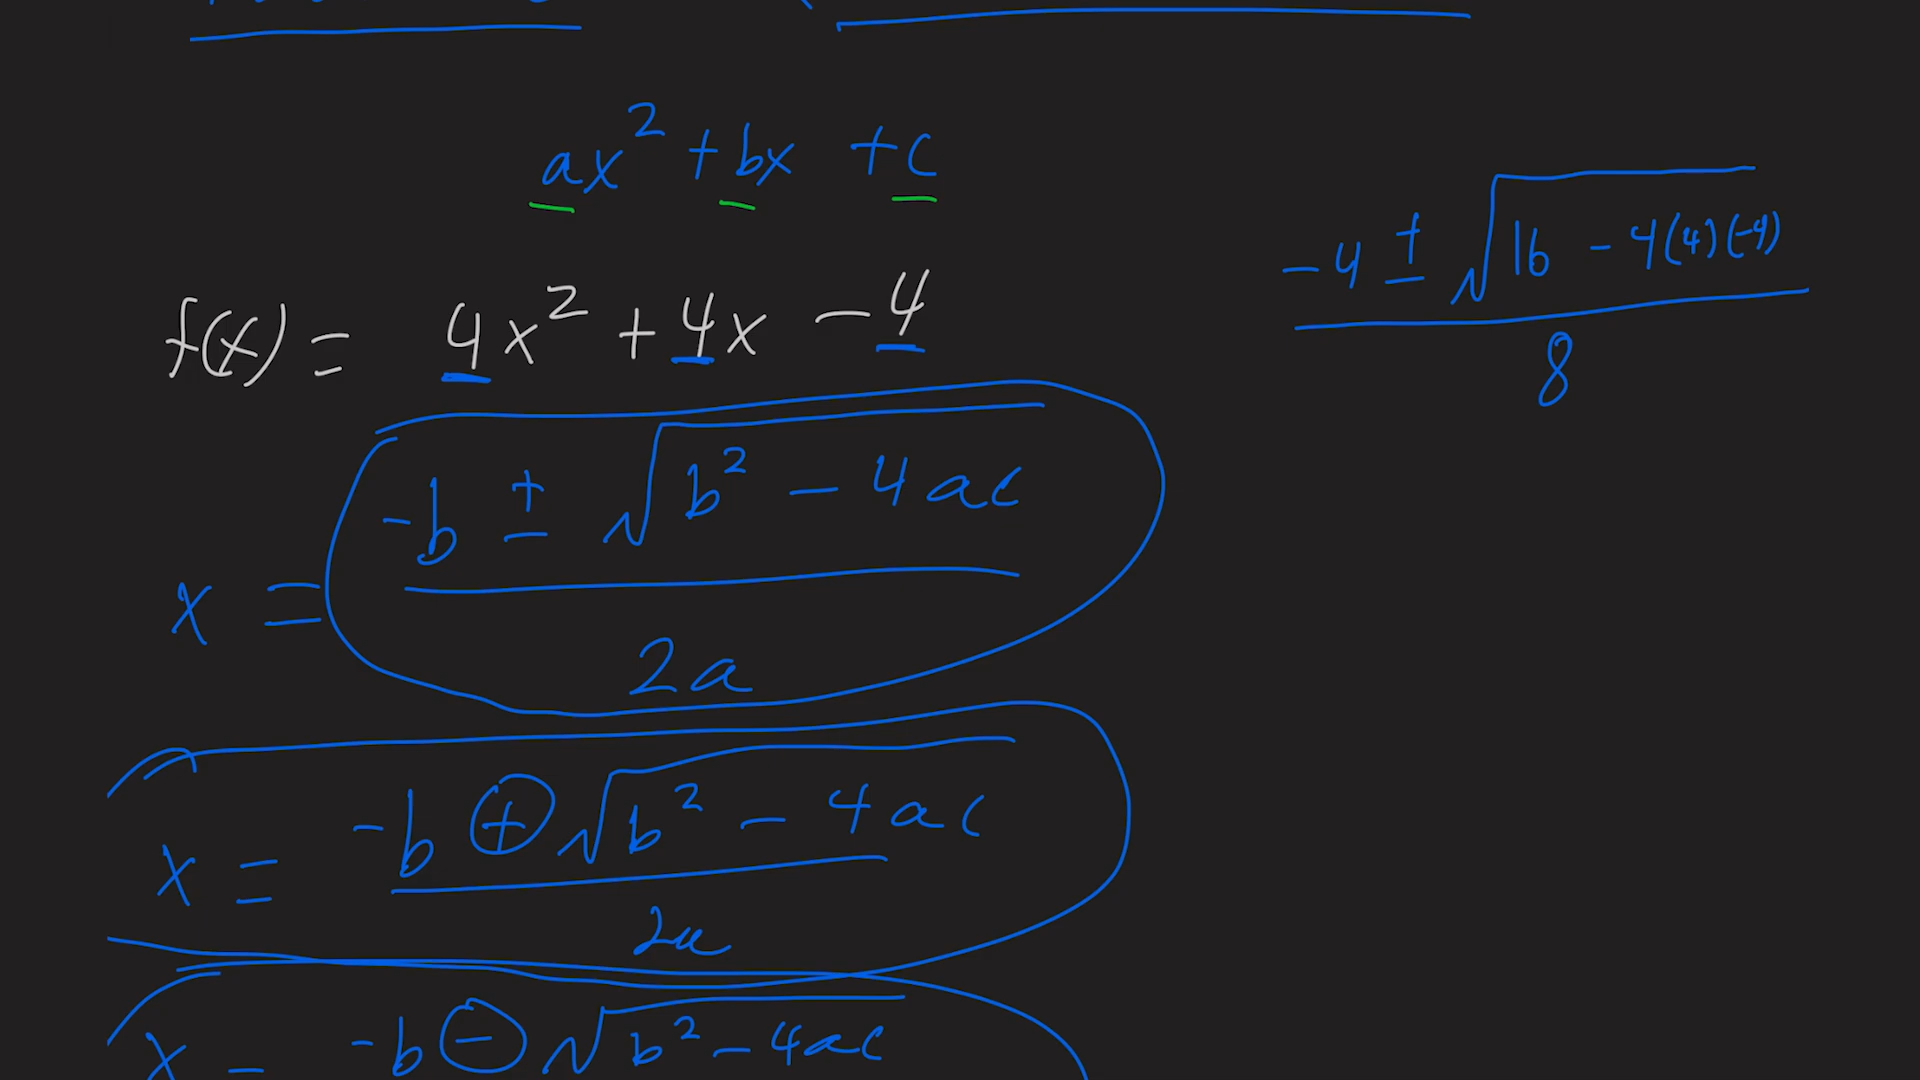 ax² + bx + c
f(x) = 4x² + 4x - 4
-4 ± √(16 - 4(4)(-4))
8
-b ± √(b² - 4ac)
x =
2a
x = -b + √(b² - 4ac)
2a
x = -b - √(b² - 4ac)